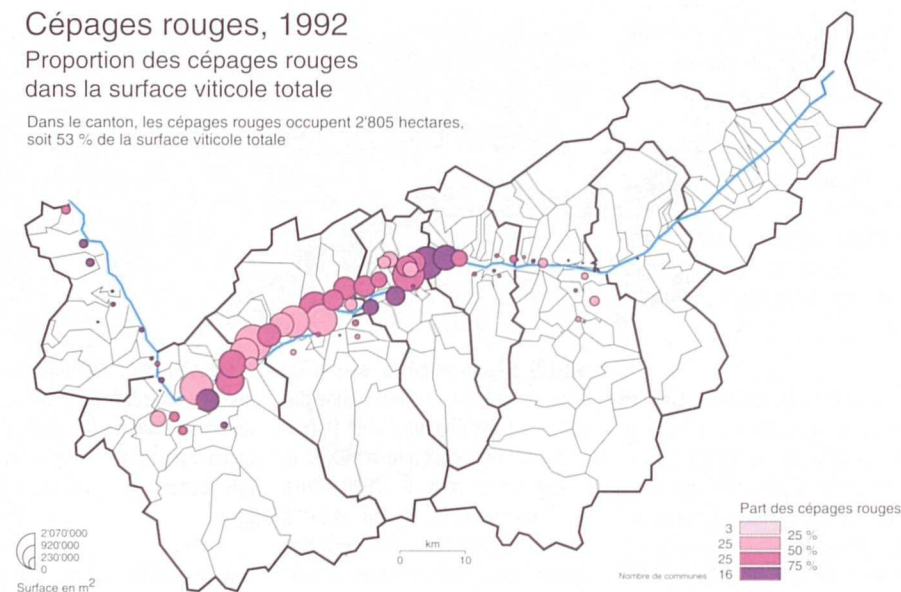 Cépages rouges, 1992
Proportion des cépages rouges
dans la surface viticole totale
Dans le canton, les cépages rouges occupent 2'805 hectares,
soit 53 % de la surface viticole totale
2'070'000
920'000
230'000
0
Surface en m²
km
0 10
Part des cépages rouges
3
25 %
25
50 %
25
75 %
Nombre de communes 16